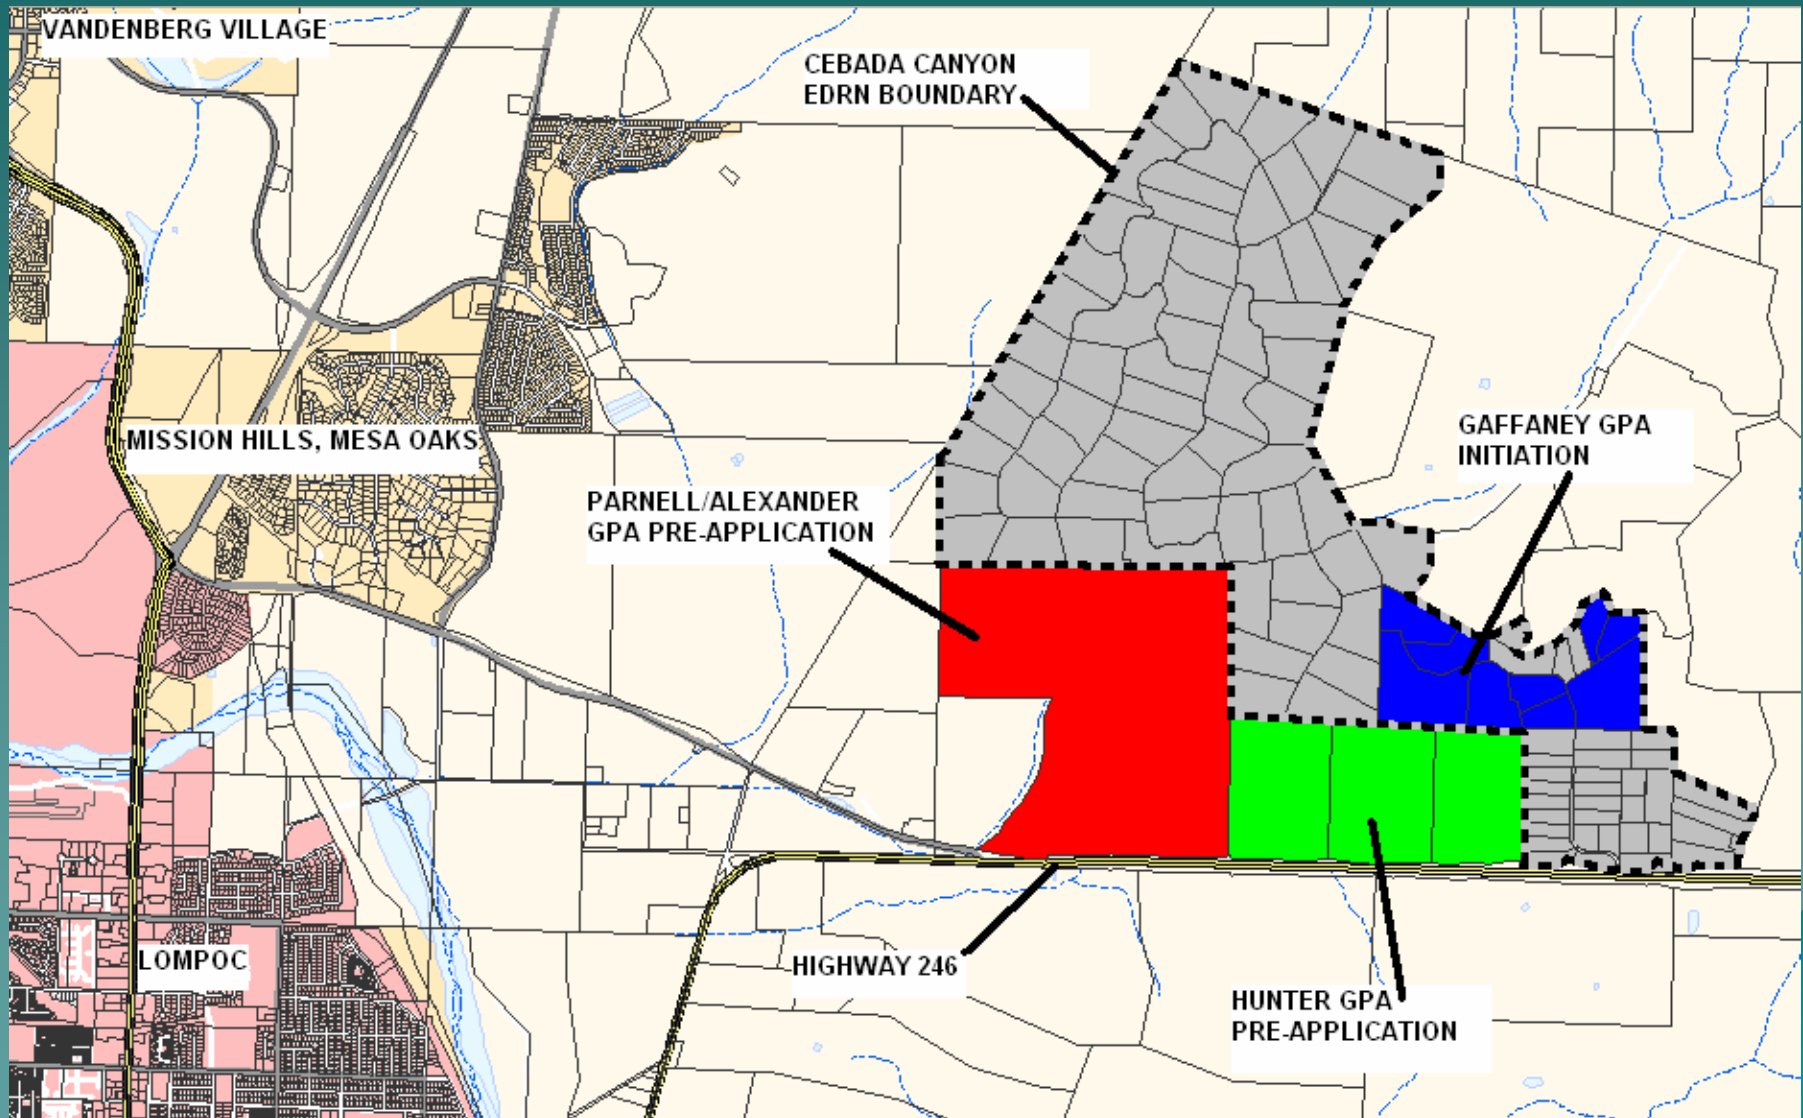 VANDENBERG VILLAGE
CEBADA CANYON
EDRN BOUNDARY
GAFFANEY GPA
INITIATION
MISSION HILLS, MESA OAKS
PARNELL/ALEXANDER
GPA PRE-APPLICATION
LOMPOC
HIGHWAY 246
HUNTER GPA
PRE-APPLICATION